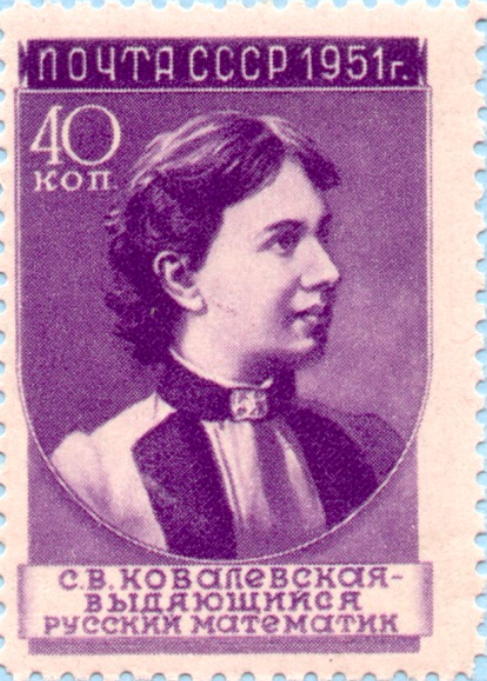 ПОЧТА СССР 1951г.
40
КОП.
С.В.КОВАЛЕВСКАЯ-
ВЫДАЮЩИЙСЯ
РУССКИЙ МАТЕМАТИК